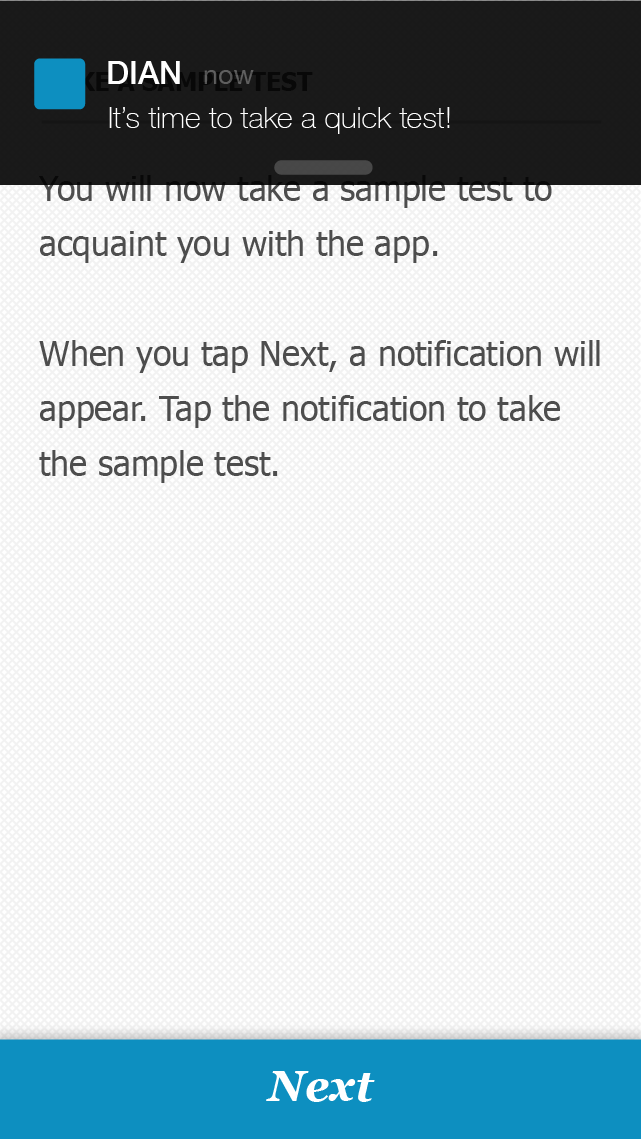 DIAN now
TAKE A SAMPLE TEST
It's time to take a quick test!
You will now take a sample test to
acquaint you with the app.
When you tap Next, a notification will
appear. Tap the notification to take
the sample test.
Next